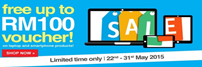 free up to
RM100
voucher!
on laptop and smartphone products!
SHOP NOW >
SALE
Limited time only | 22nd - 31st May 2015